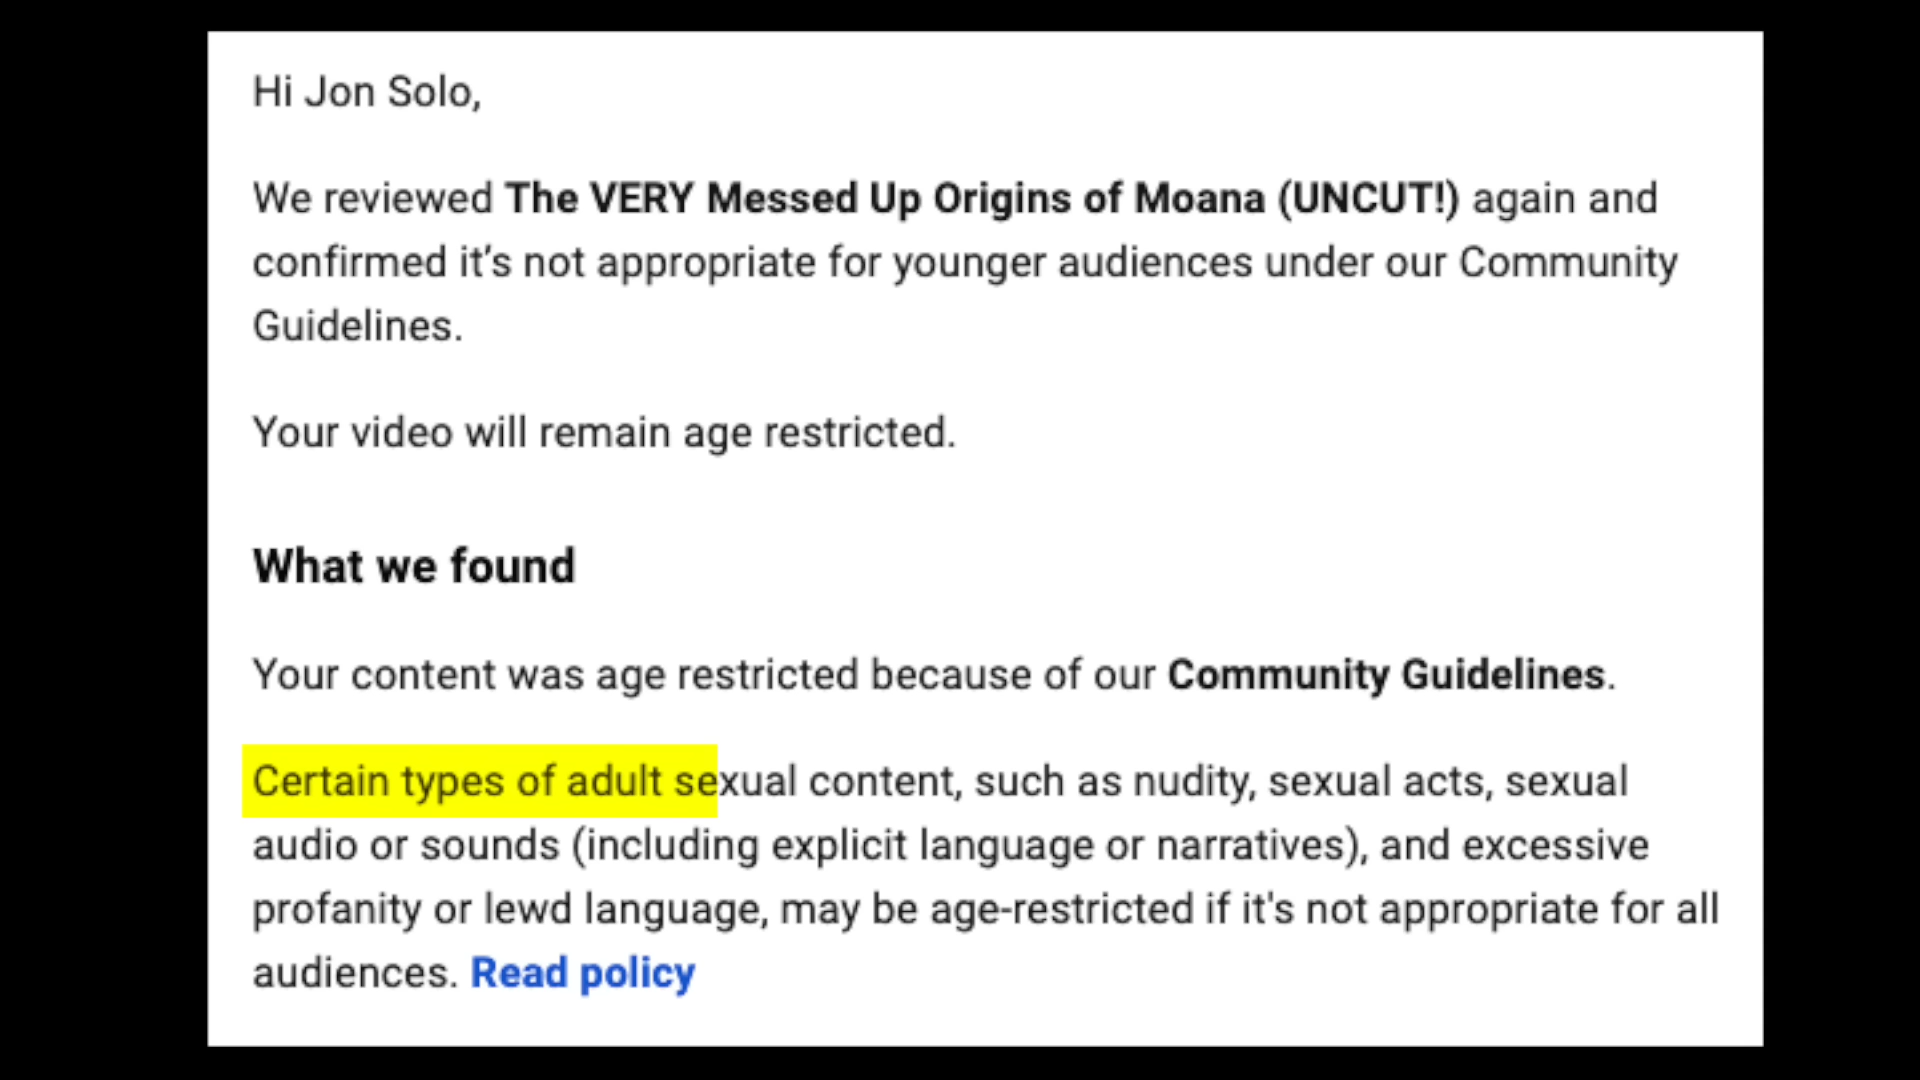 Hi Jon Solo,
We reviewed The VERY Messed Up Origins of Moana (UNCUT!) again and
confirmed it's not appropriate for younger audiences under our Community
Guidelines.
Your video will remain age restricted.
What we found
Your content was age restricted because of our Community Guidelines.
Certain types of adult sexual content, such as nudity, sexual acts, sexual
audio or sounds (including explicit language or narratives), and excessive
profanity or lewd language, may be age-restricted if it's not appropriate for all
audiences. Read policy